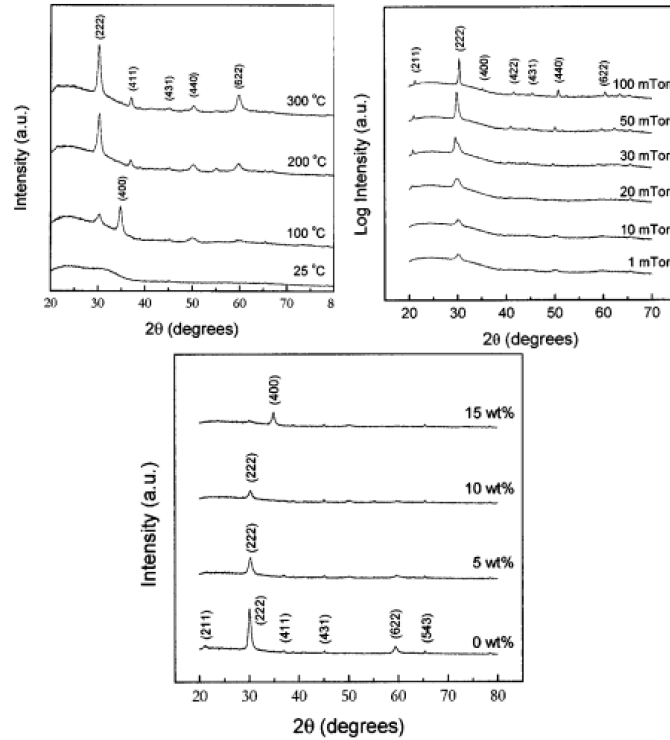 (222)
(411)
(431)
(440)
(622)
300 °C
200 °C
(400)
100 °C
25 °C
Intensity (a.u.)
20 30 40 50 60 70 8
2θ (degrees)
(211)
(222)
(400)
(422)
(431)
(440)
(622)
100 mTor
50 mTor
30 mTor
20 mTor
10 mTor
1 mTor
Log Intensity (a.u.)
20 30 40 50 60 70
2θ (degrees)
(400)
15 wt%
(222)
10 wt%
(222)
5 wt%
(211)
(222)
(411)
(431)
(622)
(543)
0 wt%
Intensity (a.u.)
20 30 40 50 60 70 80
2θ (degrees)